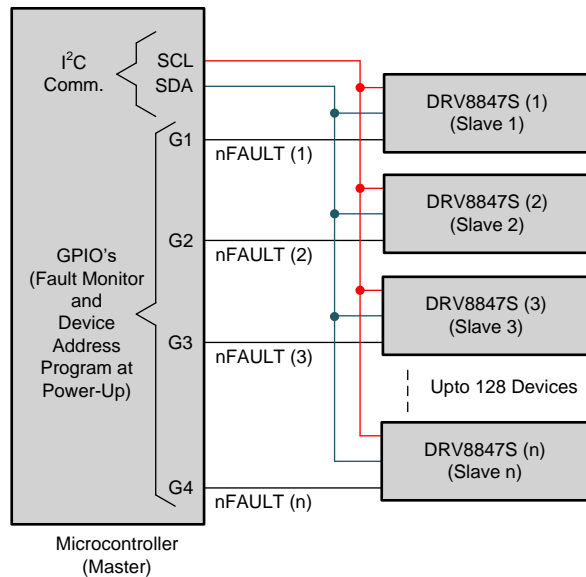 I²C
Comm.
SCL
SDA
G1
nFAULT (1)
DRV8847S (1)
(Slave 1)
G2
nFAULT (2)
DRV8847S (2)
(Slave 2)
GPIO’s
(Fault Monitor
and
Device
Address
Program at
Power-Up)
G3
nFAULT (3)
DRV8847S (3)
(Slave 3)
Upto 128 Devices
G4
nFAULT (n)
DRV8847S (n)
(Slave n)
Microcontroller
(Master)